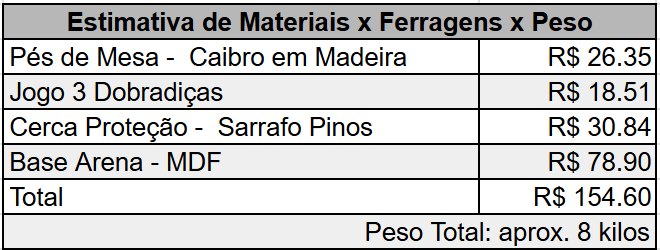 Estimativa de Materiais x Ferragens x Peso
Pés de Mesa -  Caibro em Madeira R$ 26.35
Jogo 3 Dobradiças R$ 18.51
Cerca Proteção -  Sarrafo Pinos R$ 30.84
Base Arena - MDF R$ 78.90
Total R$ 154.60
Peso Total: aprox. 8 kilos